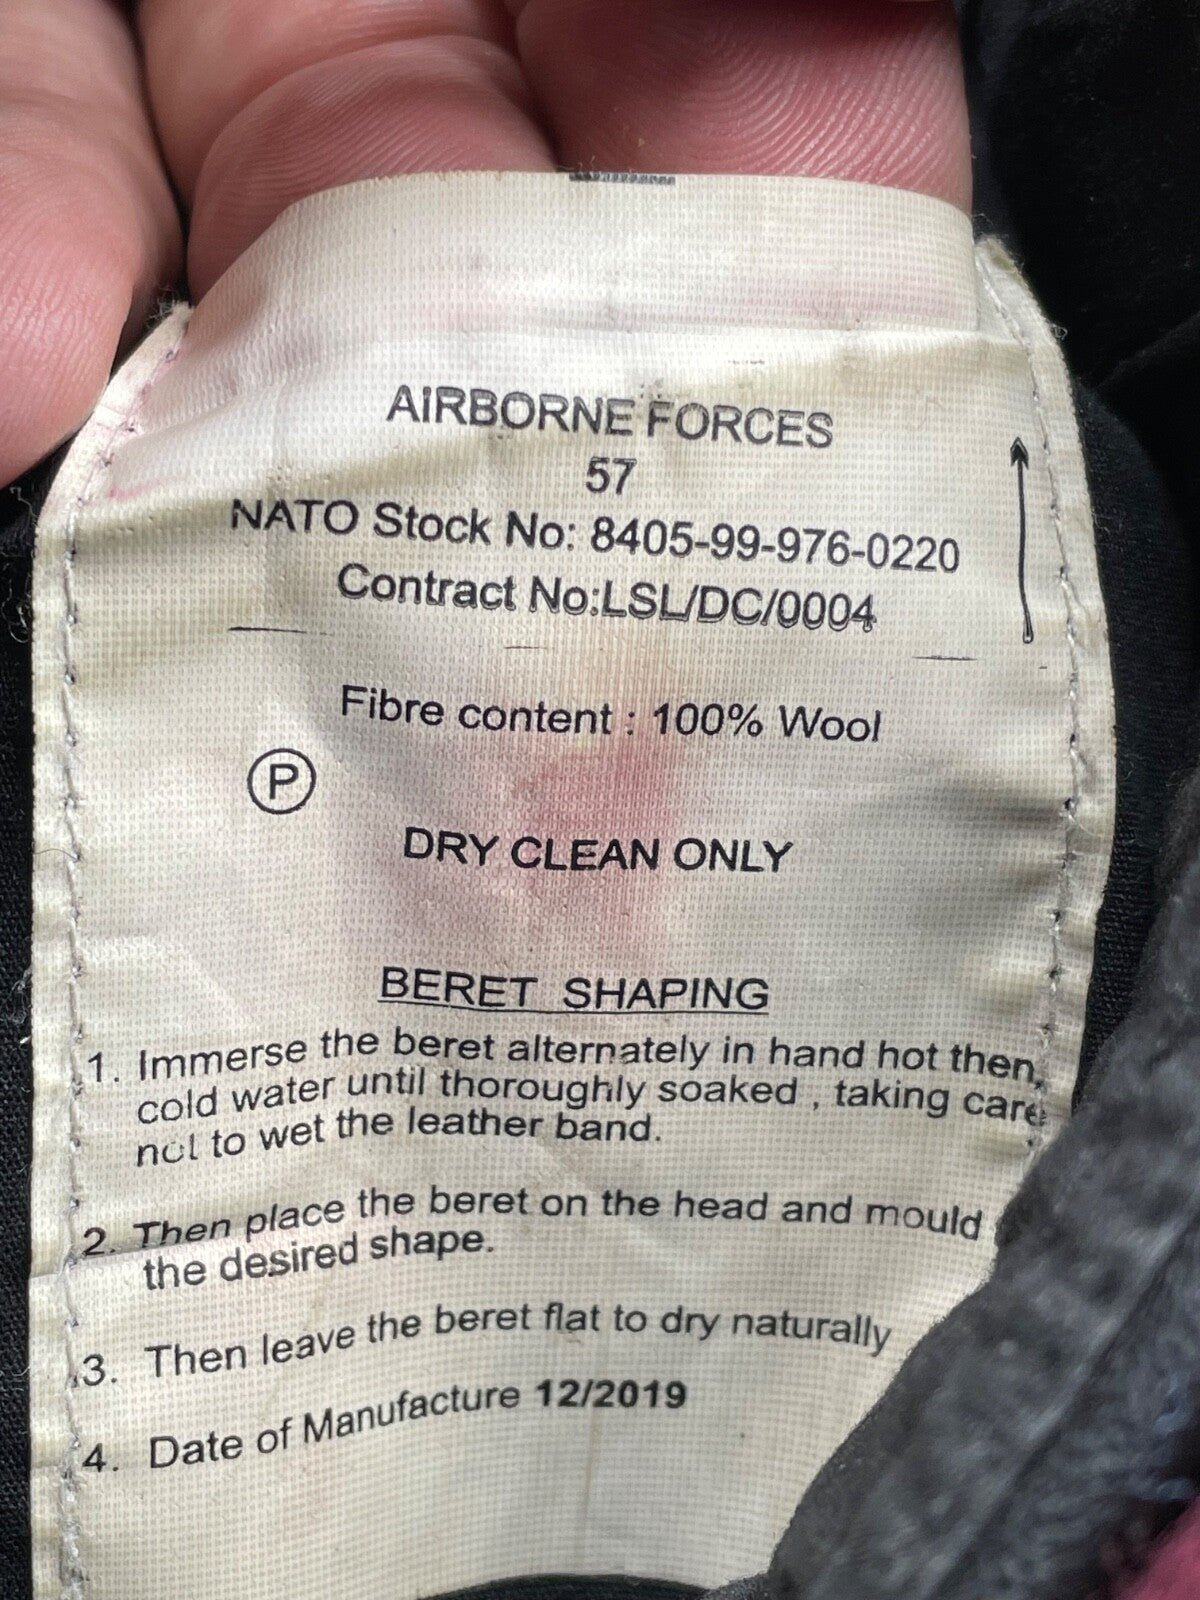 AIRBORNE FORCES
57
NATO Stock No: 8405-99-976-0220
Contract No:LSL/DC/0004
Fibre content : 100% Wool
P
DRY CLEAN ONLY
BERET SHAPING
1. Immerse the beret alternately in hand hot then,
cold water until thoroughly soaked , taking care
not to wet the leather band.
2. Then place the beret on the head and mould
the desired shape.
3. Then leave the beret flat to dry naturally
4. Date of Manufacture 12/2019